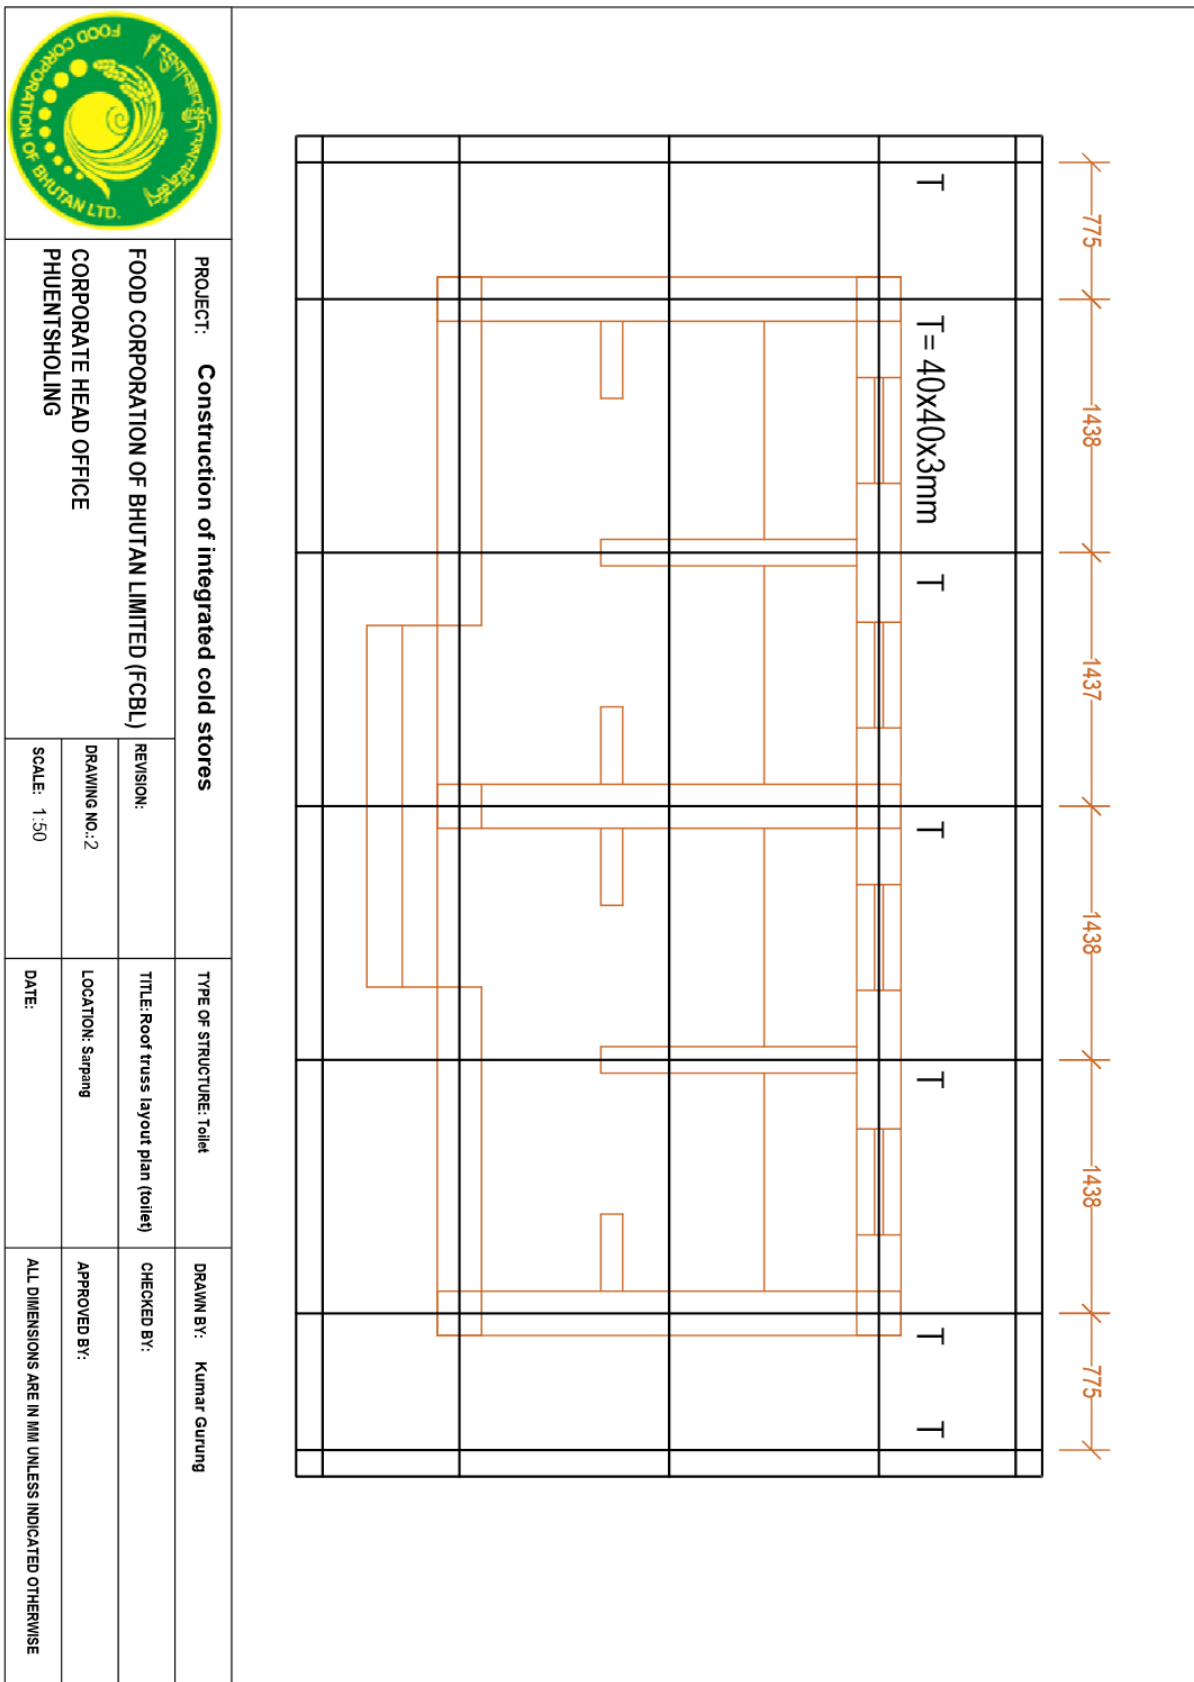 775
1438
1437
1438
1438
775
T
T= 40x40x3mm
T
T
T
T
T
FOOD CORPORATION OF BHUTAN LTD.
PROJECT: Construction of integrated cold stores
FOOD CORPORATION OF BHUTAN LIMITED (FCBL)
CORPORATE HEAD OFFICE
PHUENTSHOLING
REVISION:
DRAWING NO.:2
SCALE: 1:50
TYPE OF STRUCTURE: Toilet
TITLE: Roof truss layout plan (toilet)
LOCATION: Sarpang
DATE:
DRAWN BY: Kumar Gurung
CHECKED BY:
APPROVED BY:
ALL DIMENSIONS ARE IN MM UNLESS INDICATED OTHERWISE